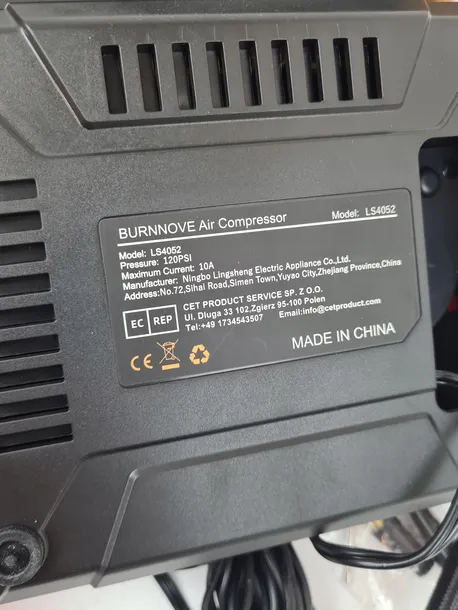 BURNNOVE Air Compressor Model: LS4052
Model: LS4052
Pressure: 120PSI
Maximum Current: 10A
Manufacturer: Ningbo Lingsheng Electric Appliance Co.,Ltd.
Address:No.72,Sihai Road,Simen Town,Yuyao City,Zhejiang Province,China
EC REP
CET PRODUCT SERVICE SP. Z O.O.
Ul. Dluga 33 102,Zgierz 95-100 Polen
Tel:+49 1734543507 Email:info@cetproduct.com
CE
MADE IN CHINA